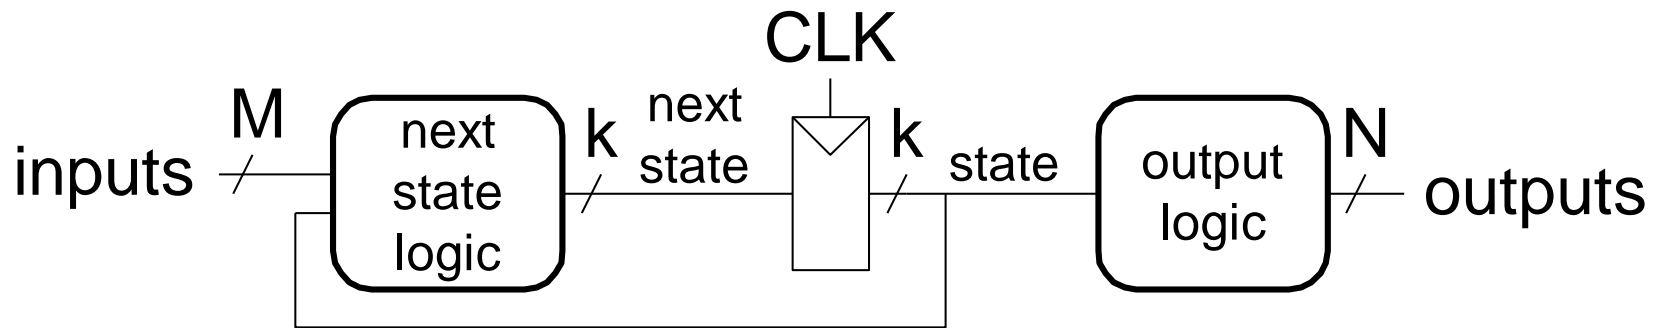 CLK
M
next
state
logic
inputs
k
next
state
k
state
output
logic
N
outputs